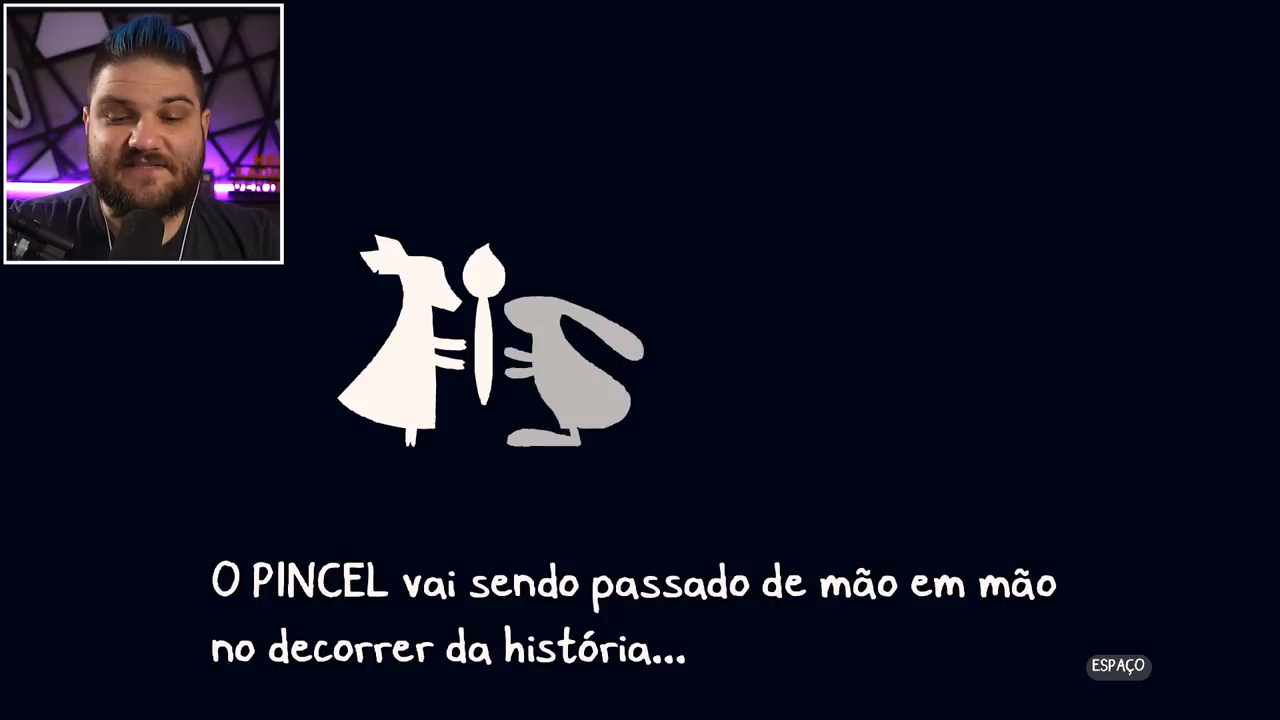 O PINCEL vai sendo passado de mão em mão
no decorrer da história...
ESPAÇO